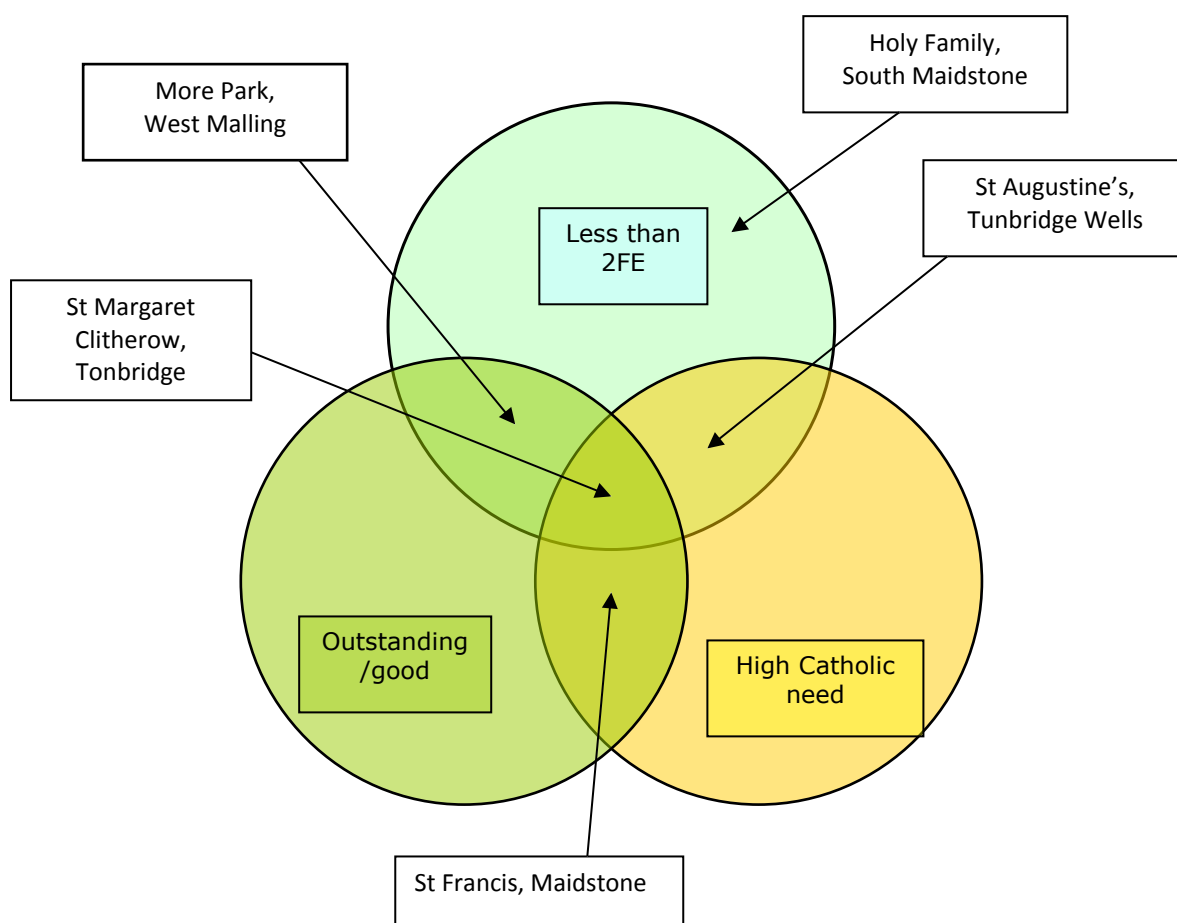 Holy Family,
South Maidstone
More Park,
West Malling
St Augustine’s,
Tunbridge Wells
Less than
2FE
St Margaret
Clitherow,
Tonbridge
Outstanding
/good
High Catholic
need
St Francis, Maidstone